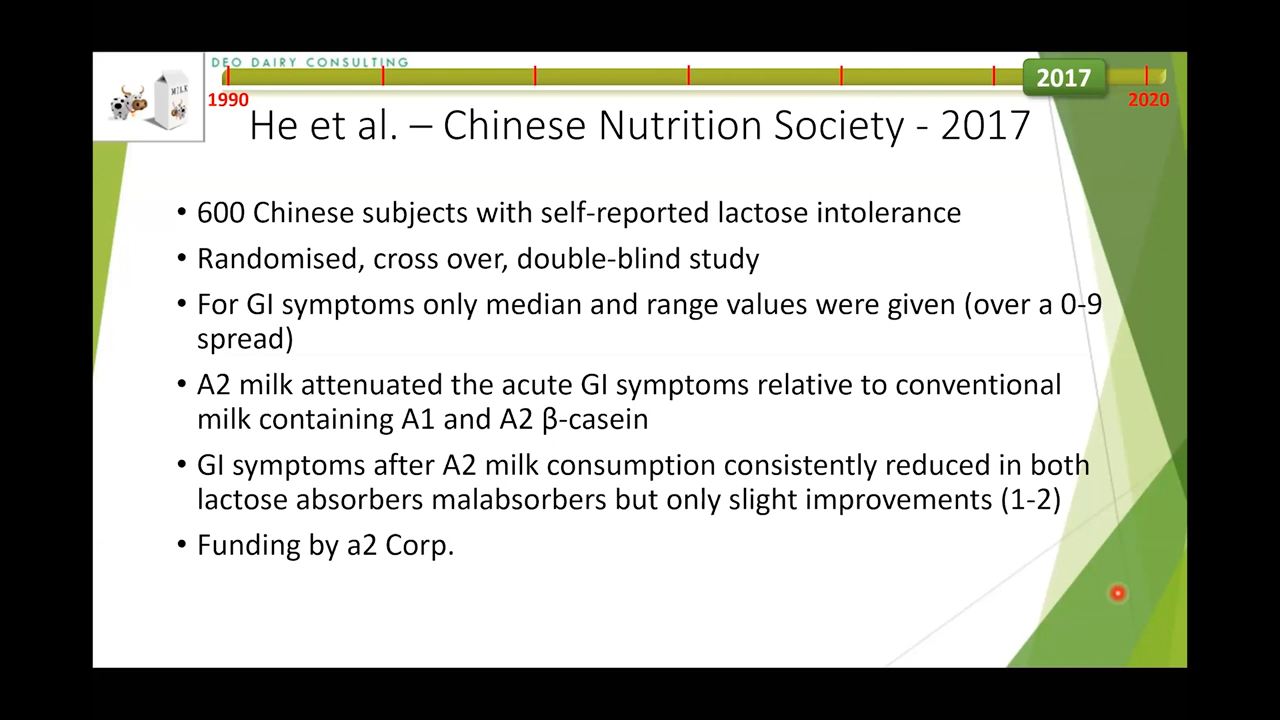 DEO DAIRY CONSULTING
MILK
2017
1990
2020
He et al. – Chinese Nutrition Society - 2017
• 600 Chinese subjects with self-reported lactose intolerance
• Randomised, cross over, double-blind study
• For GI symptoms only median and range values were given (over a 0-9
spread)
• A2 milk attenuated the acute GI symptoms relative to conventional
milk containing A1 and A2 β-casein
• GI symptoms after A2 milk consumption consistently reduced in both
lactose absorbers malabsorbers but only slight improvements (1-2)
• Funding by a2 Corp.